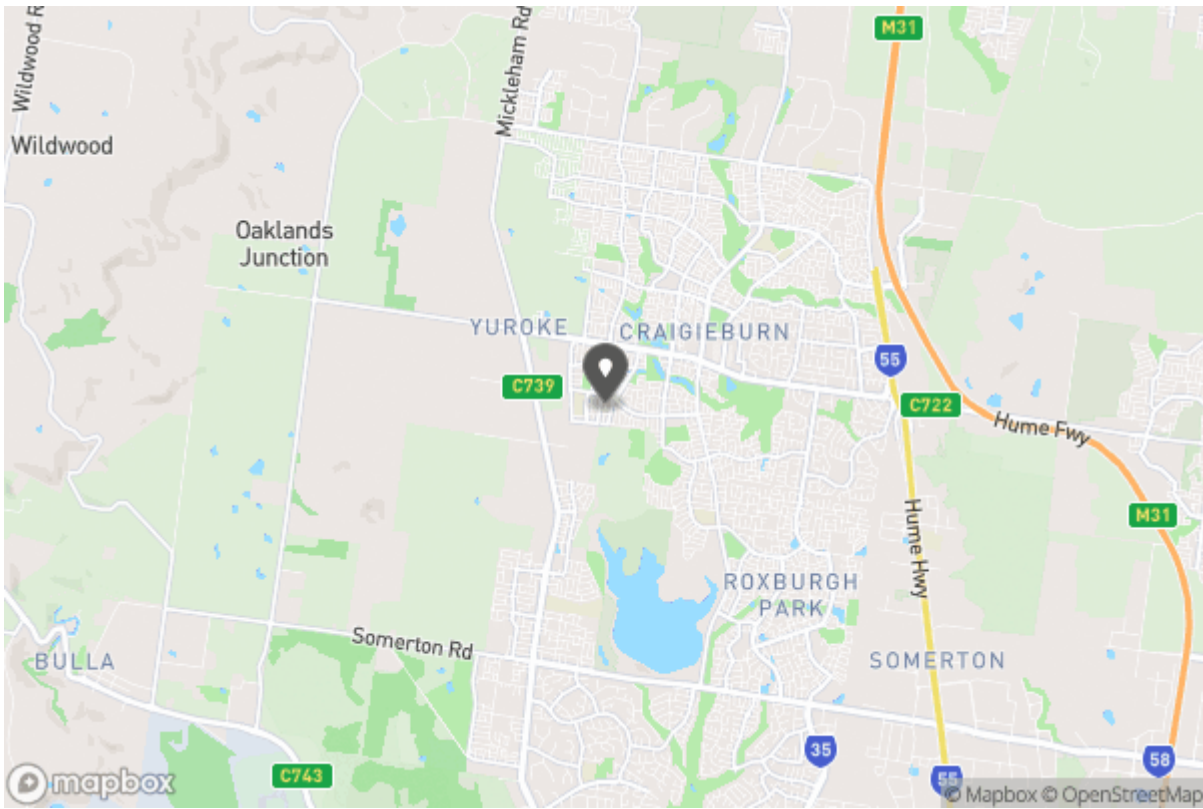 Wildwood R
Mickleham Rd
M31
Wildwood
Oaklands
Junction
YUROKE
CRAIGIEBURN
55
C739
C722
Hume Fwy
M31
Hume Hwy
ROXBURGH
PARK
Somerton Rd
BULLA
SOMERTON
35
58
C743
55
mapbox
© Mapbox © OpenStreetMap